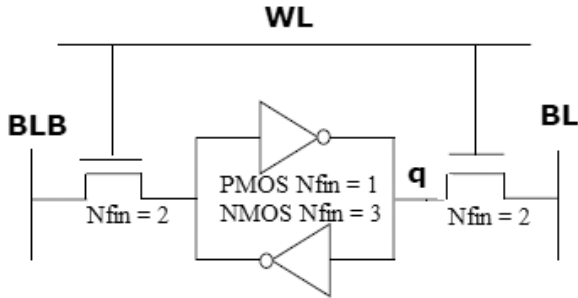 WL
BLB
BL
PMOS Nfin = 1
q
NMOS Nfin = 3
Nfin = 2
Nfin = 2